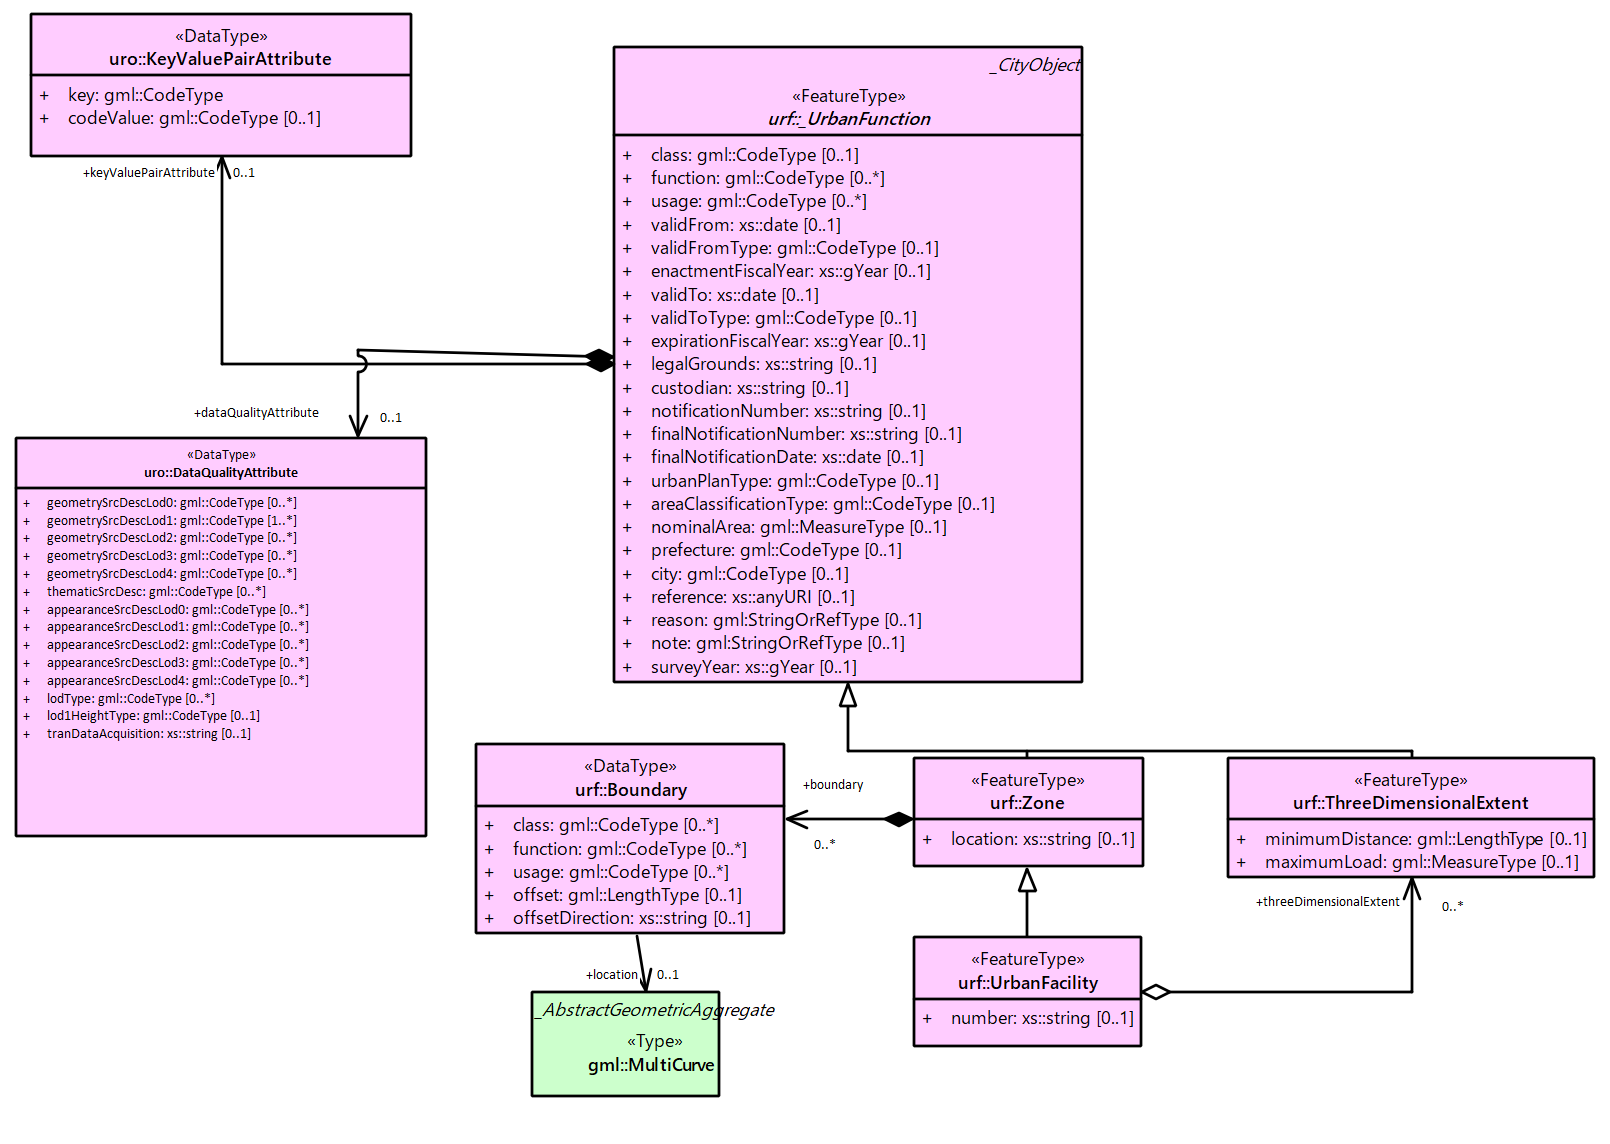 «DataType»
uro::KeyValuePairAttribute
+ key: gml::CodeType
+ codeValue: gml::CodeType [0..1]
+keyValuePairAttribute 0..1
_CityObject
«FeatureType»
urf::_UrbanFunction
+ class: gml::CodeType [0..1]
+ function: gml::CodeType [0..*]
+ usage: gml::CodeType [0..*]
+ validFrom: xs::date [0..1]
+ validFromType: gml::CodeType [0..1]
+ enactmentFiscalYear: xs::gYear [0..1]
+ validTo: xs::date [0..1]
+ validToType: gml::CodeType [0..1]
+ expirationFiscalYear: xs::gYear [0..1]
+ legalGrounds: xs::string [0..1]
+ custodian: xs::string [0..1]
+ notificationNumber: xs::string [0..1]
+ finalNotificationNumber: xs::string [0..1]
+ finalNotificationDate: xs::date [0..1]
+ urbanPlanType: gml::CodeType [0..1]
+ areaClassificationType: gml::CodeType [0..1]
+ nominalArea: gml::MeasureType [0..1]
+ prefecture: gml::CodeType [0..1]
+ city: gml::CodeType [0..1]
+ reference: xs::anyURI [0..1]
+ reason: gml:StringOrRefType [0..1]
+ note: gml:StringOrRefType [0..1]
+ surveyYear: xs::gYear [0..1]
+dataQualityAttribute 0..1
«DataType»
uro::DataQualityAttribute
+ geometrySrcDescLod0: gml::CodeType [0..*]
+ geometrySrcDescLod1: gml::CodeType [1..*]
+ geometrySrcDescLod2: gml::CodeType [0..*]
+ geometrySrcDescLod3: gml::CodeType [0..*]
+ geometrySrcDescLod4: gml::CodeType [0..*]
+ thematicSrcDesc: gml::CodeType [0..*]
+ appearanceSrcDescLod0: gml::CodeType [0..*]
+ appearanceSrcDescLod1: gml::CodeType [0..*]
+ appearanceSrcDescLod2: gml::CodeType [0..*]
+ appearanceSrcDescLod3: gml::CodeType [0..*]
+ appearanceSrcDescLod4: gml::CodeType [0..*]
+ lodType: gml::CodeType [0..*]
+ lod1HeightType: gml::CodeType [0..1]
+ tranDataAcquisition: xs::string [0..1]
«DataType»
urf::Boundary
+ class: gml::CodeType [0..*]
+ function: gml::CodeType [0..*]
+ usage: gml::CodeType [0..*]
+ offset: gml::LengthType [0..1]
+ offsetDirection: xs::string [0..1]
+boundary
0..*
«FeatureType»
urf::Zone
+ location: xs::string [0..1]
«FeatureType»
urf::ThreeDimensionalExtent
+ minimumDistance: gml::LengthType [0..1]
+ maximumLoad: gml::MeasureType [0..1]
+threeDimensionalExtent 0..*
«FeatureType»
urf::UrbanFacility
+ number: xs::string [0..1]
+location 0..1
_AbstractGeometricAggregate
«Type»
gml::MultiCurve